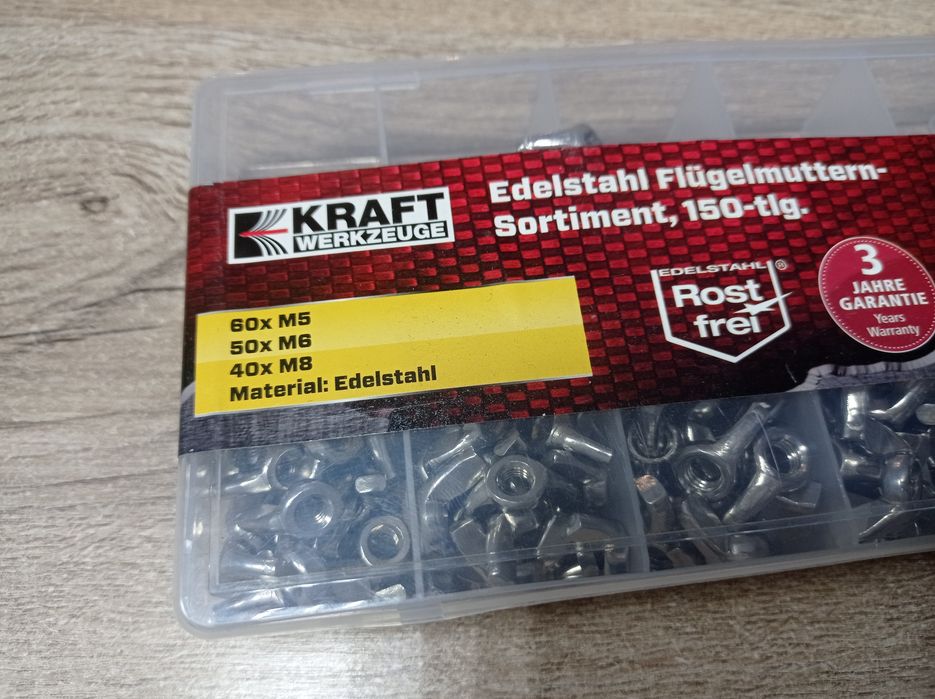 KRAFT
WERKZEUGE
Edelstahl Flügelmuttern-
Sortiment, 150-tlg.
60x M5
50x M6
40x M8
Material: Edelstahl
EDELSTAHL®
Rost
frei
3
JAHRE
GARANTIE
Years
Warranty